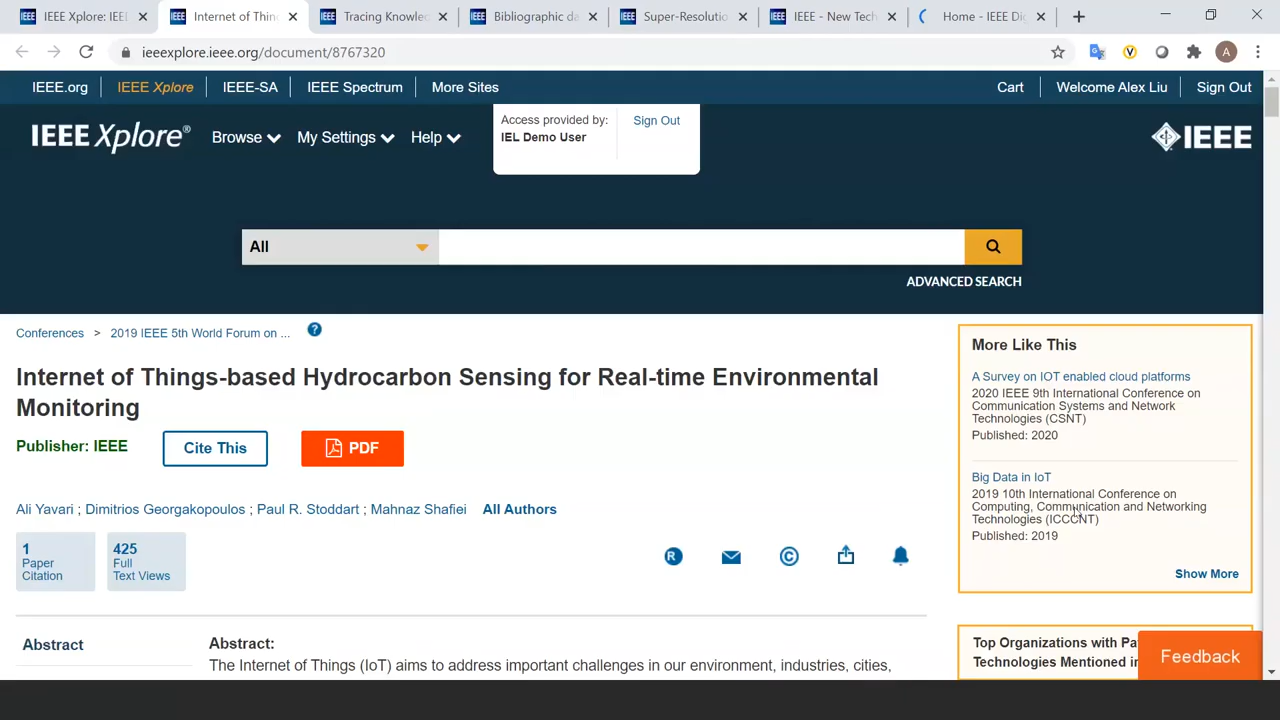 IEEE Xplore: IEE
Internet of Thin
Tracing Knowle
Bibliographic da
Super-Resolutio
IEEE - New Tech
Home - IEEE Di
ieeexplore.ieee.org/document/8767320
A
IEEE.org
IEEE Xplore
IEEE-SA
IEEE Spectrum
More Sites
Cart
Welcome Alex Liu
Sign Out
Access provided by:
IEL Demo User
Sign Out
IEEE Xplore®
Browse
My Settings
Help
IEEE
All
ADVANCED SEARCH
Conferences > 2019 IEEE 5th World Forum on ...
?
Internet of Things-based Hydrocarbon Sensing for Real-time Environmental
Monitoring
Publisher: IEEE
Cite This
PDF
Ali Yavari ; Dimitrios Georgakopoulos ; Paul R. Stoddart ; Mahnaz Shafiei
All Authors
1
Paper
Citation
425
Full
Text Views
R
©
Abstract
Abstract:
The Internet of Things (IoT) aims to address important challenges in our environment, industries, cities,
More Like This
A Survey on IOT enabled cloud platforms
2020 IEEE 9th International Conference on
Communication Systems and Network
Technologies (CSNT)
Published: 2020
Big Data in IoT
2019 10th International Conference on
Computing, Communication and Networking
Technologies (ICCCNT)
Published: 2019
Show More
Top Organizations with Pa
Technologies Mentioned i
Feedback